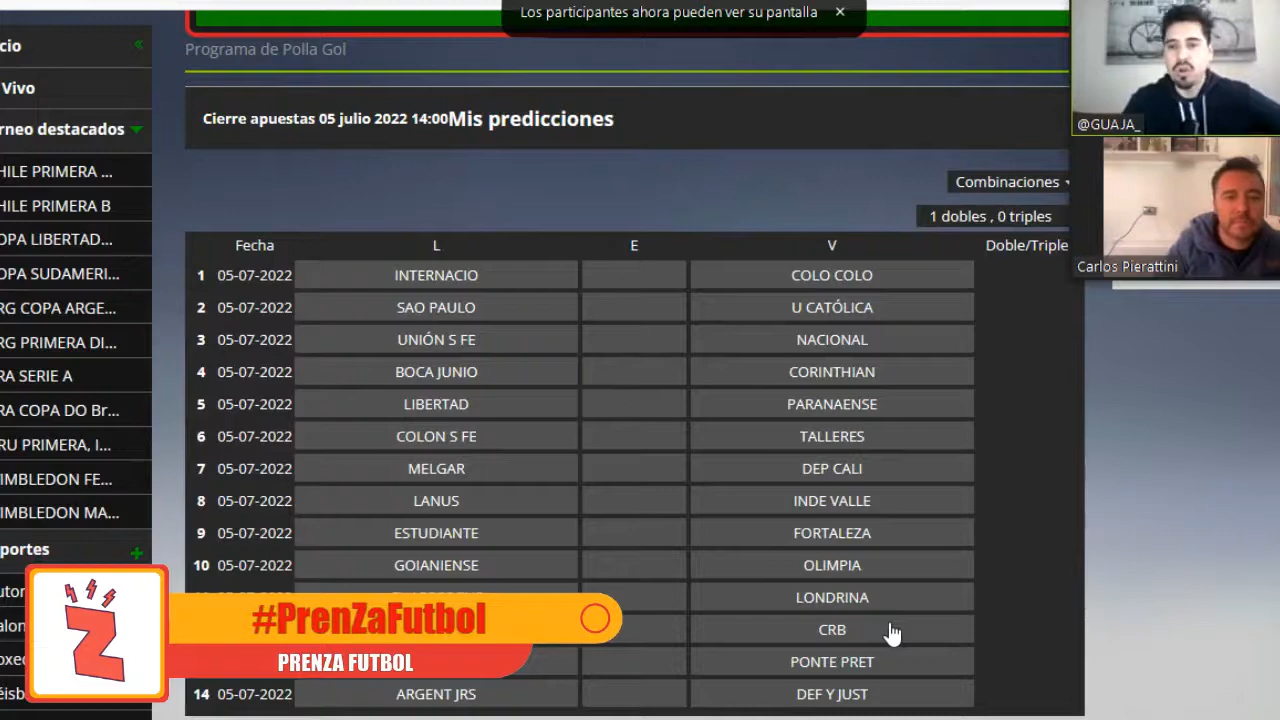 Los participantes ahora pueden ver su pantalla ×
cio
Programa de Polla Gol
Vivo
rneo destacados
Cierre apuestas 05 julio 2022 14:00Mis predicciones
@GUAJA_
HILE PRIMERA ...
HILE PRIMERA B
OPA LIBERTAD...
OPA SUDAMERI...
RG COPA ARGE...
RG PRIMERA DI...
RA SERIE A
RA COPA DO Br...
RU PRIMERA, I...
IMBLEDON FE...
IMBLEDON MA...
portes
Combinaciones
1 dobles , 0 triples
Carlos Pierattini
Fecha L E V Doble/Triple
1 05-07-2022 INTERNACIO COLO COLO
2 05-07-2022 SAO PAULO U CATÓLICA
3 05-07-2022 UNIÓN S FE NACIONAL
4 05-07-2022 BOCA JUNIO CORINTHIAN
5 05-07-2022 LIBERTAD PARANAENSE
6 05-07-2022 COLON S FE TALLERES
7 05-07-2022 MELGAR DEP CALI
8 05-07-2022 LANUS INDE VALLE
9 05-07-2022 ESTUDIANTE FORTALEZA
10 05-07-2022 GOIANIENSE OLIMPIA
LONDRINA
CRB
PONTE PRET
14 05-07-2022 ARGENT JRS DEF Y JUST
#PrenZaFutbol
PRENZA FUTBOL